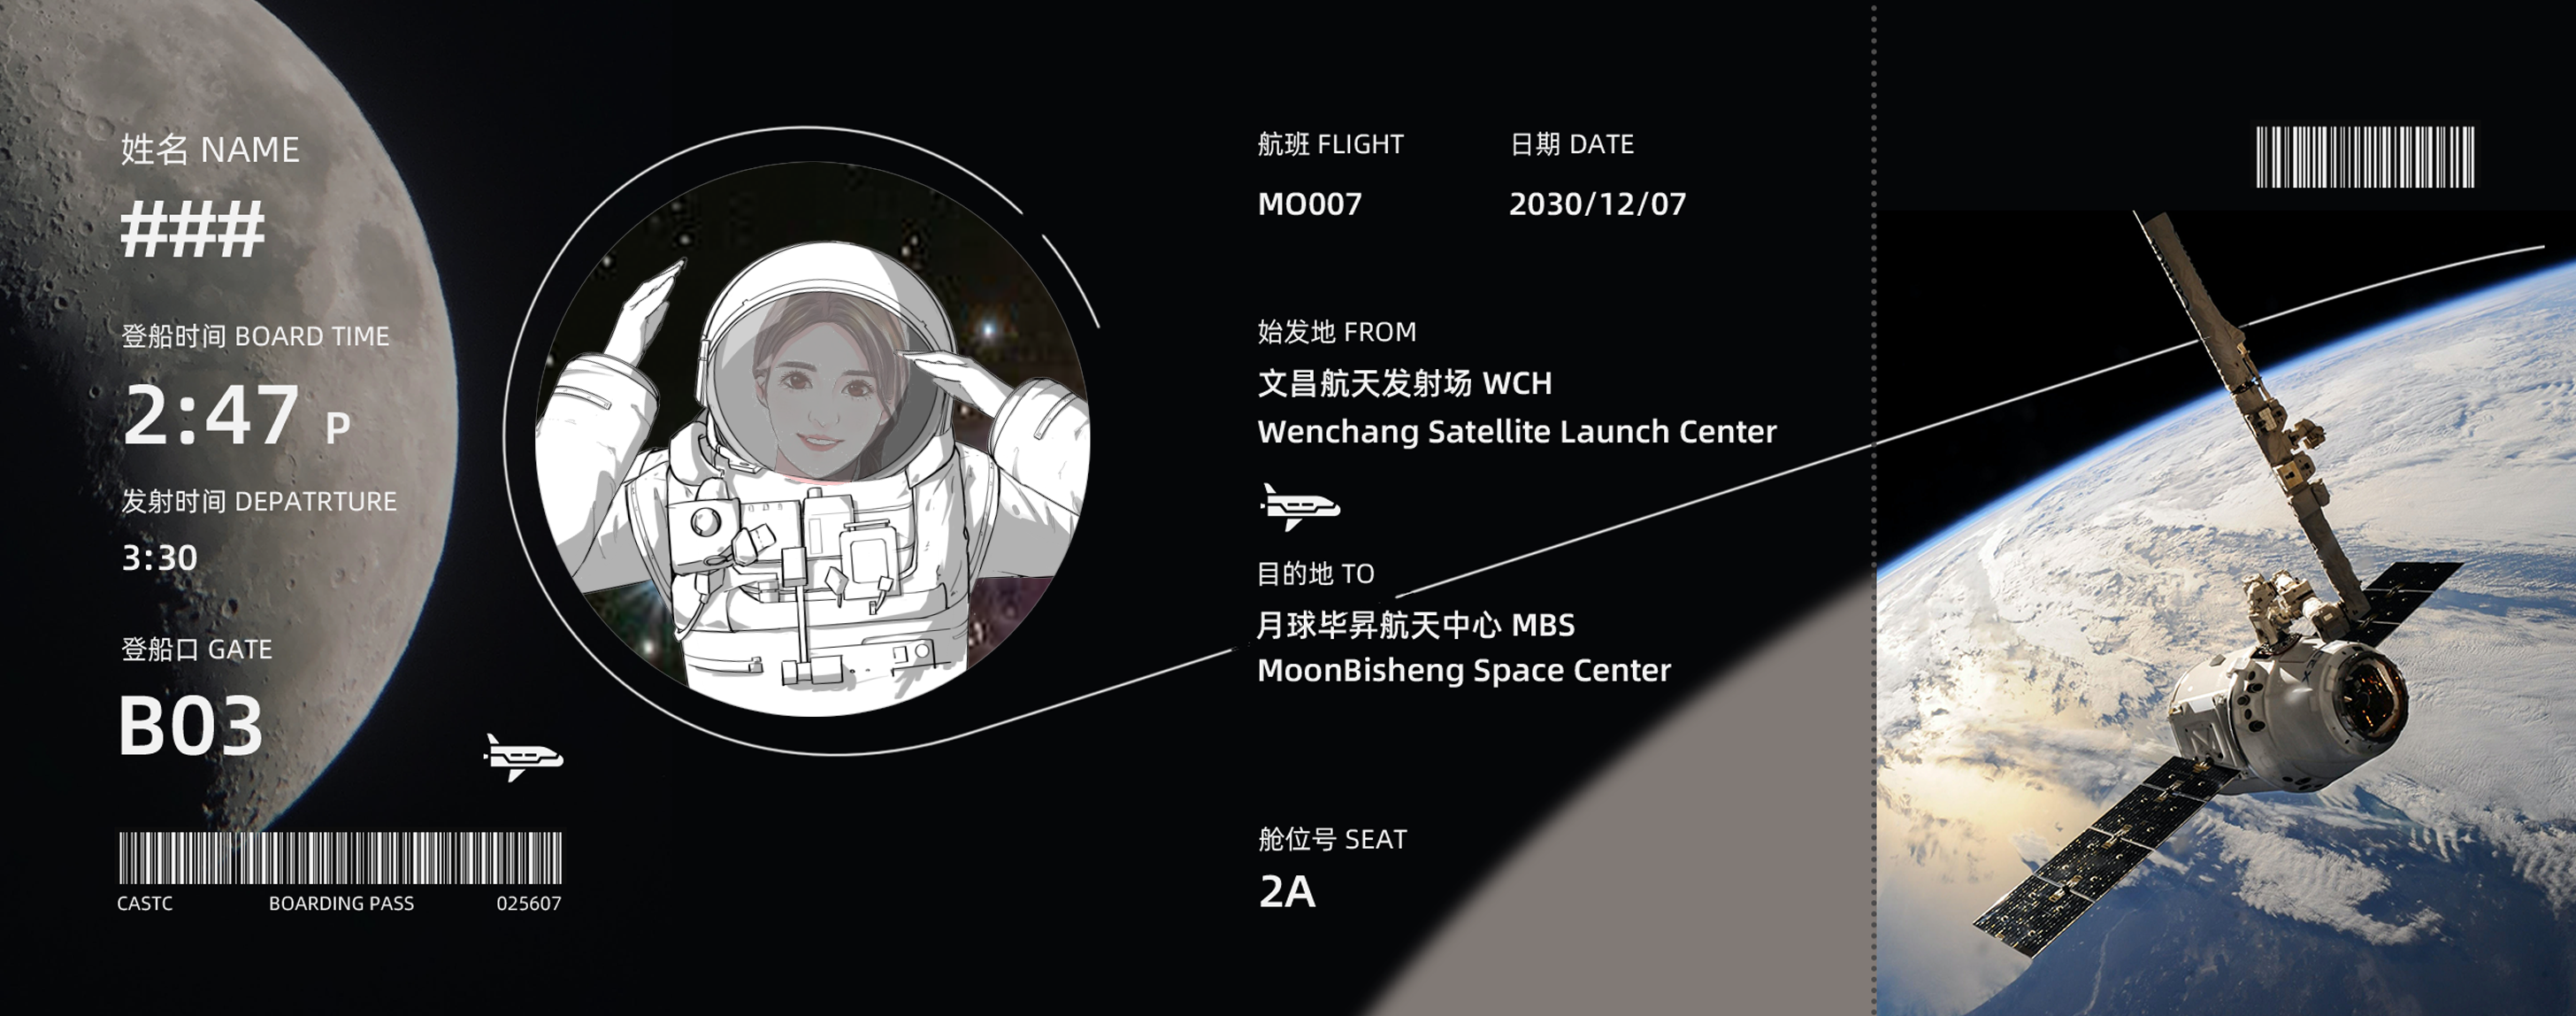 姓名 NAME
###
登船时间 BOARD TIME
2:47 P
发射时间 DEPATRTURE
3:30
登船口 GATE
B03
CASTC BOARDING PASS 025607
航班 FLIGHT 日期 DATE
MO007 2030/12/07
始发地 FROM
文昌航天发射场 WCH
Wenchang Satellite Launch Center
目的地 TO
月球毕昇航天中心 MBS
MoonBisheng Space Center
舱位号 SEAT
2A